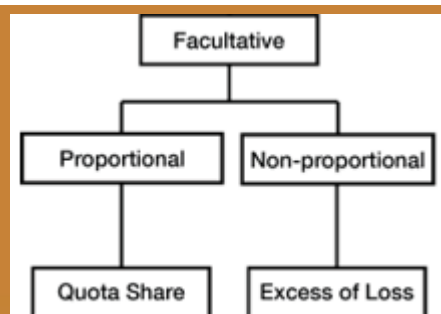 Facultative
Proportional
Non-proportional
Quota Share
Excess of Loss